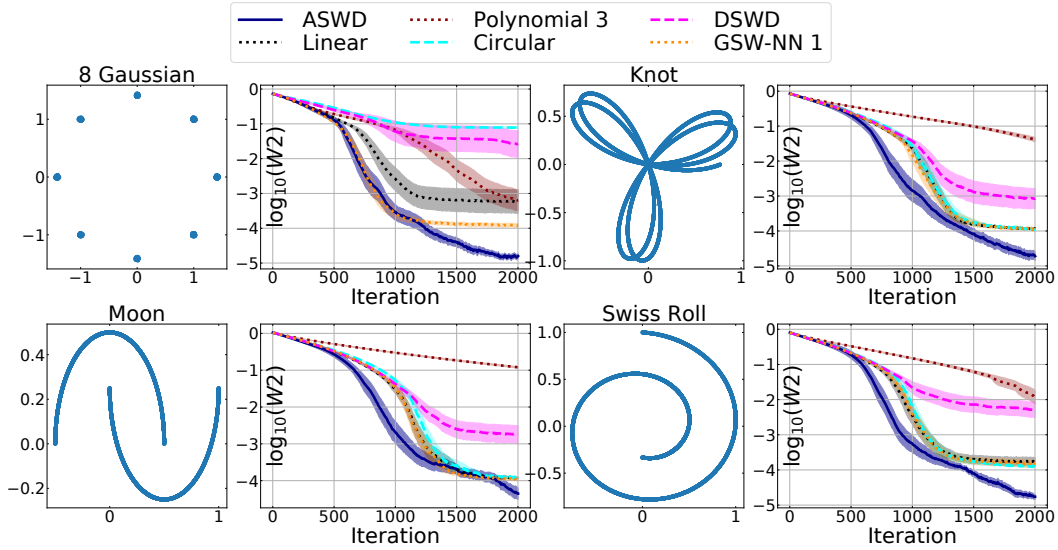 ASWD Polynomial 3 DSWD
Linear Circular GSW-NN 1
8 Gaussian
1
0
−1
−1 0 1
log10(W2)
0
−1
−2
−3
−4
−5
0 500 1000 1500 2000
Iteration
Knot
1.0
0.5
0.0
−0.5
−1.0
0 1
log10(W2)
0
−1
−2
−3
−4
−5
0 500 1000 1500 2000
Iteration
Moon
0.4
0.2
0.0
−0.2
0 1
log10(W2)
0
−1
−2
−3
−4
0 500 1000 1500 2000
Iteration
Swiss Roll
1.0
0.5
0.0
−0.5
0 1
log10(W2)
0
−1
−2
−3
−4
−5
0 500 1000 1500 2000
Iteration